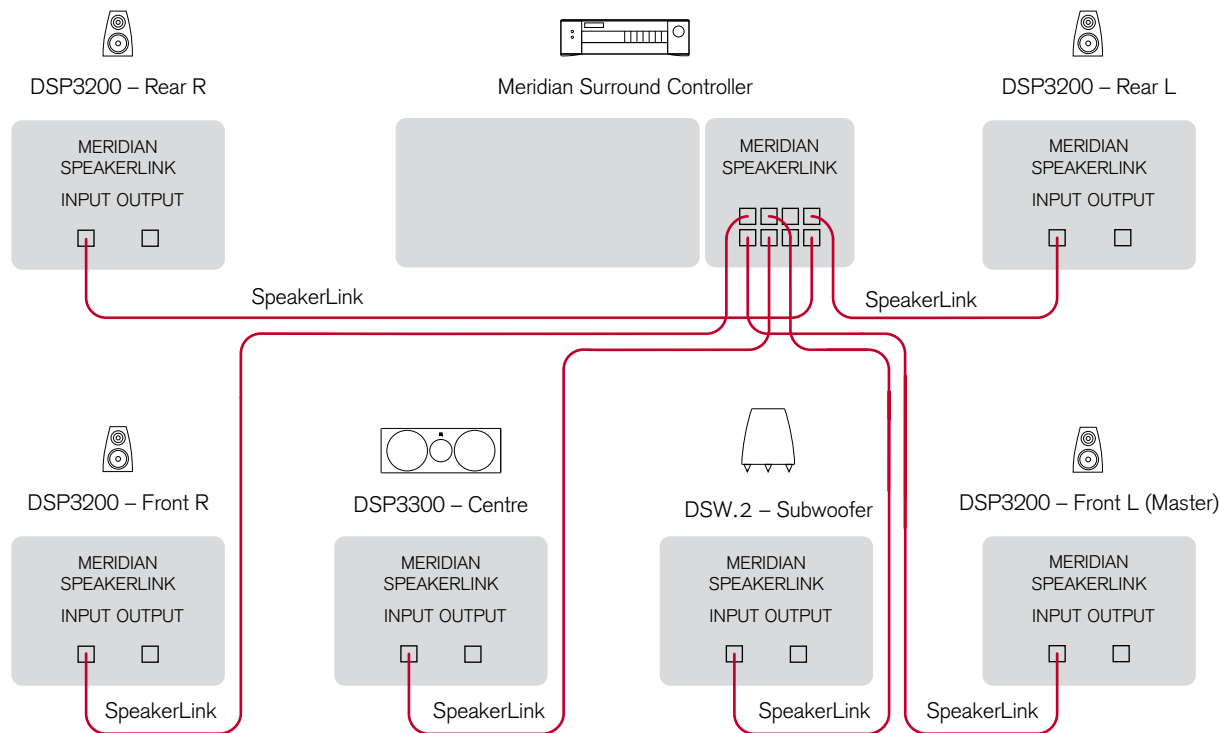 DSP3200 – Rear R
Meridian Surround Controller
DSP3200 – Rear L
MERIDIAN
SPEAKERLINK
INPUT OUTPUT
MERIDIAN
SPEAKERLINK
MERIDIAN
SPEAKERLINK
INPUT OUTPUT
SpeakerLink
SpeakerLink
DSP3200 – Front R
DSP3300 – Centre
DSW.2 – Subwoofer
DSP3200 – Front L (Master)
MERIDIAN
SPEAKERLINK
INPUT OUTPUT
MERIDIAN
SPEAKERLINK
INPUT OUTPUT
MERIDIAN
SPEAKERLINK
INPUT OUTPUT
MERIDIAN
SPEAKERLINK
INPUT OUTPUT
SpeakerLink
SpeakerLink
SpeakerLink
SpeakerLink